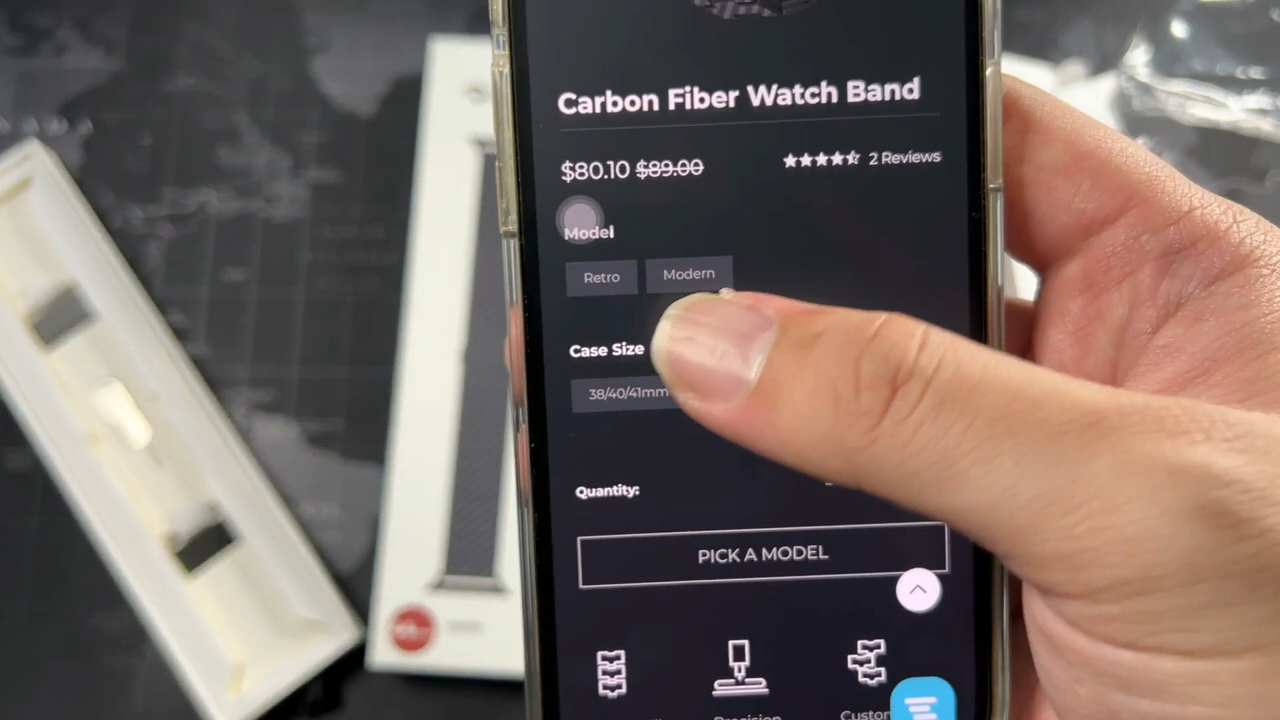 Carbon Fiber Watch Band
$80.10 $89.00 2 Reviews
Model
Retro Modern
Case Size
38/40/41mm
Quantity:
PICK A MODEL
Precision